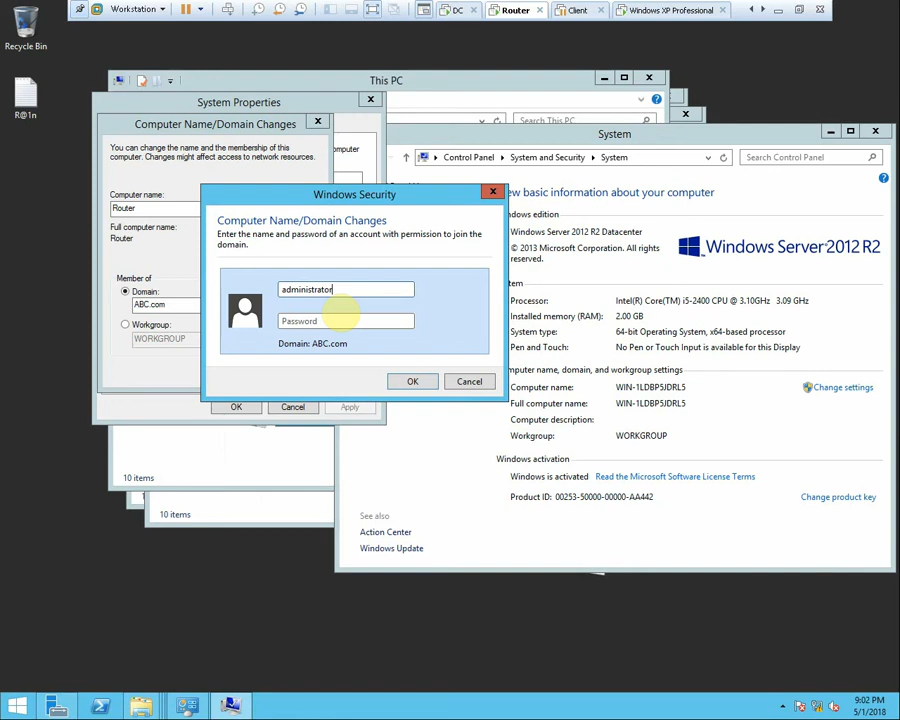 Workstation
DC
Router
Client
Windows XP Professional
Recycle Bin
R@1n
This PC
Search This PC
System Properties
Computer Name/Domain Changes
You can change the name and the membership of this
computer. Changes might affect access to network resources.
Computer name:
Router
Full computer name:
Router
Member of
Domain:
ABC.com
Workgroup:
WORKGROUP
OK
Cancel
Apply
10 items
10 items
Windows Security
Computer Name/Domain Changes
Enter the name and password of an account with permission to join the
domain.
administrator
Password
Domain: ABC.com
OK
Cancel
System
Control Panel
System and Security
System
Search Control Panel
iew basic information about your computer
ndows edition
Windows Server 2012 R2 Datacenter
© 2013 Microsoft Corporation. All rights
reserved.
Windows Server 2012 R2
stem
Processor: Intel(R) Core(TM) i5-2400 CPU @ 3.10GHz 3.09 GHz
Installed memory (RAM): 2.00 GB
System type: 64-bit Operating System, x64-based processor
Pen and Touch: No Pen or Touch Input is available for this Display
mputer name, domain, and workgroup settings
Computer name: WIN-1LDBP5JDRL5
Change settings
Full computer name: WIN-1LDBP5JDRL5
Computer description:
Workgroup: WORKGROUP
Windows activation
Windows is activated Read the Microsoft Software License Terms
Product ID: 00253-50000-00000-AA442
Change product key
See also
Action Center
Windows Update
9:02 PM
5/1/2018